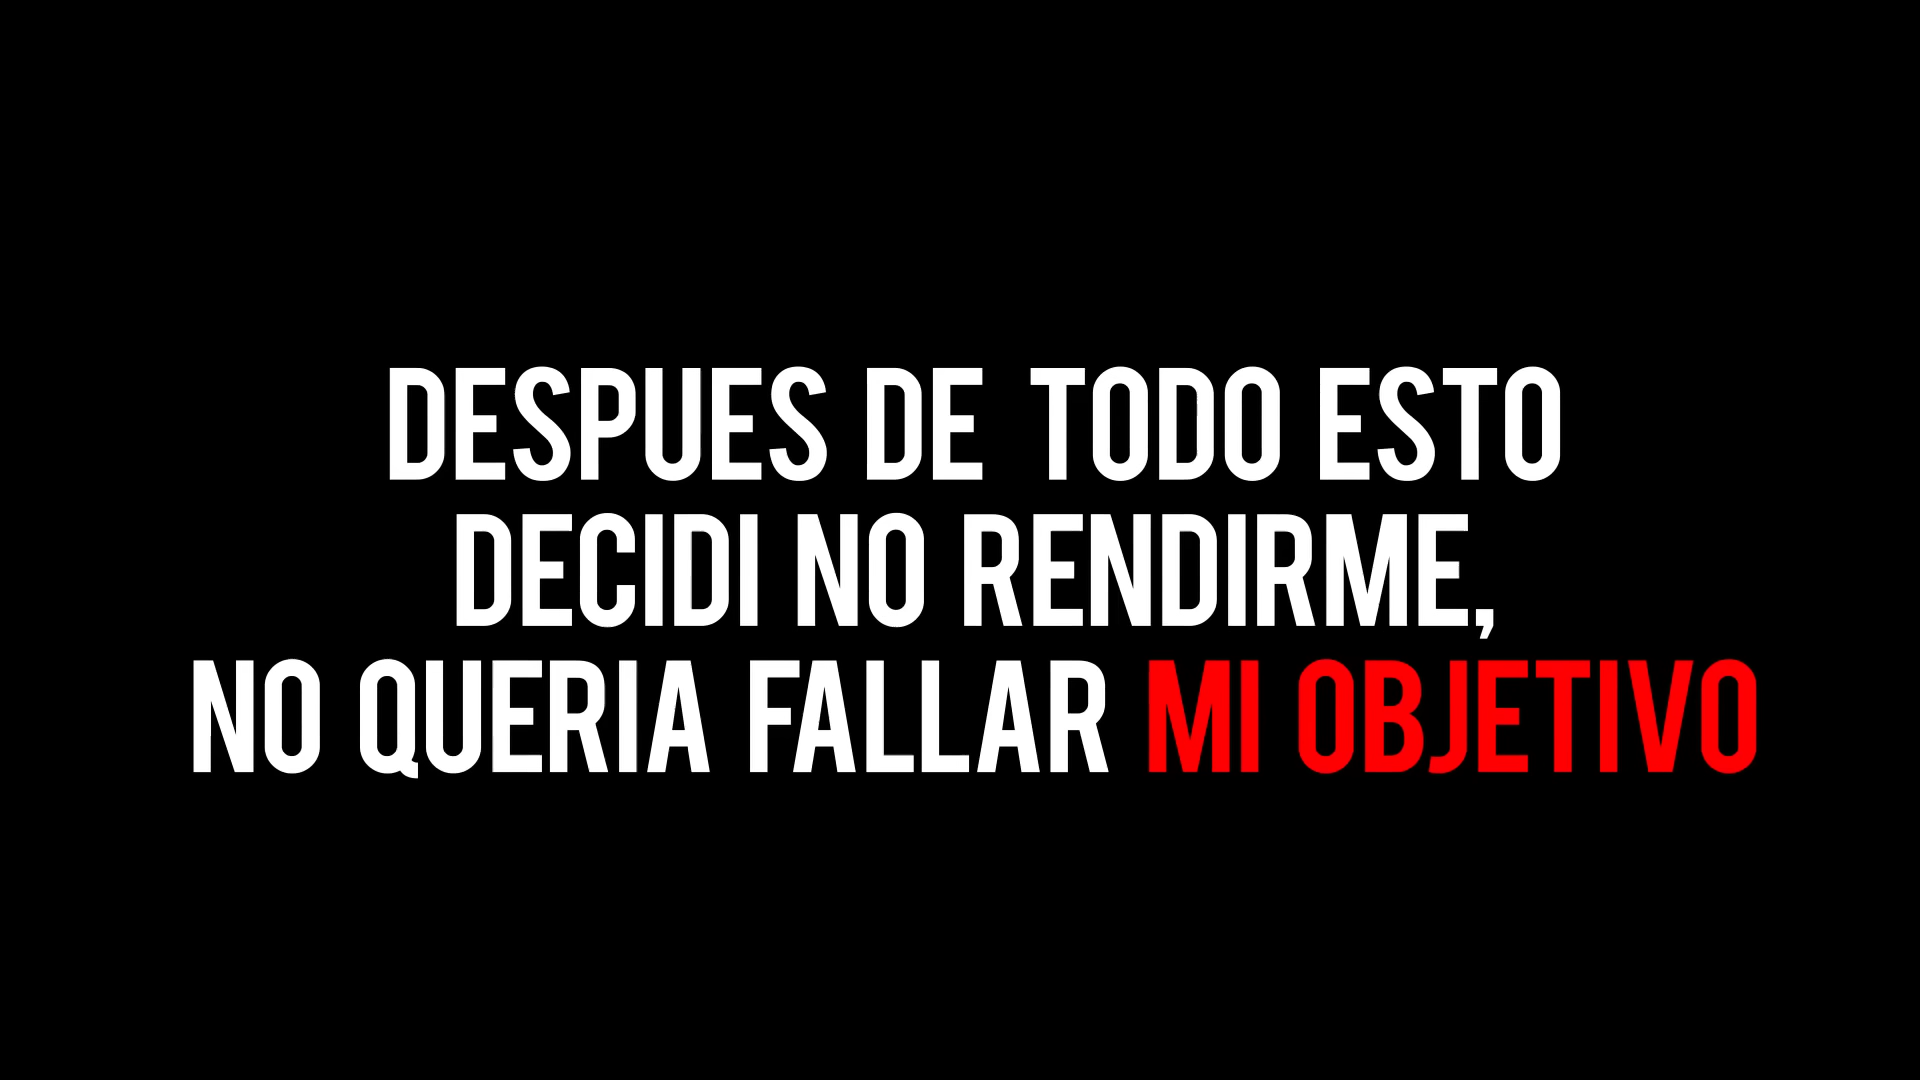 DESPUES DE TODO ESTO
DECIDI NO RENDIRME,
NO QUERIA FALLAR MI OBJETIVO